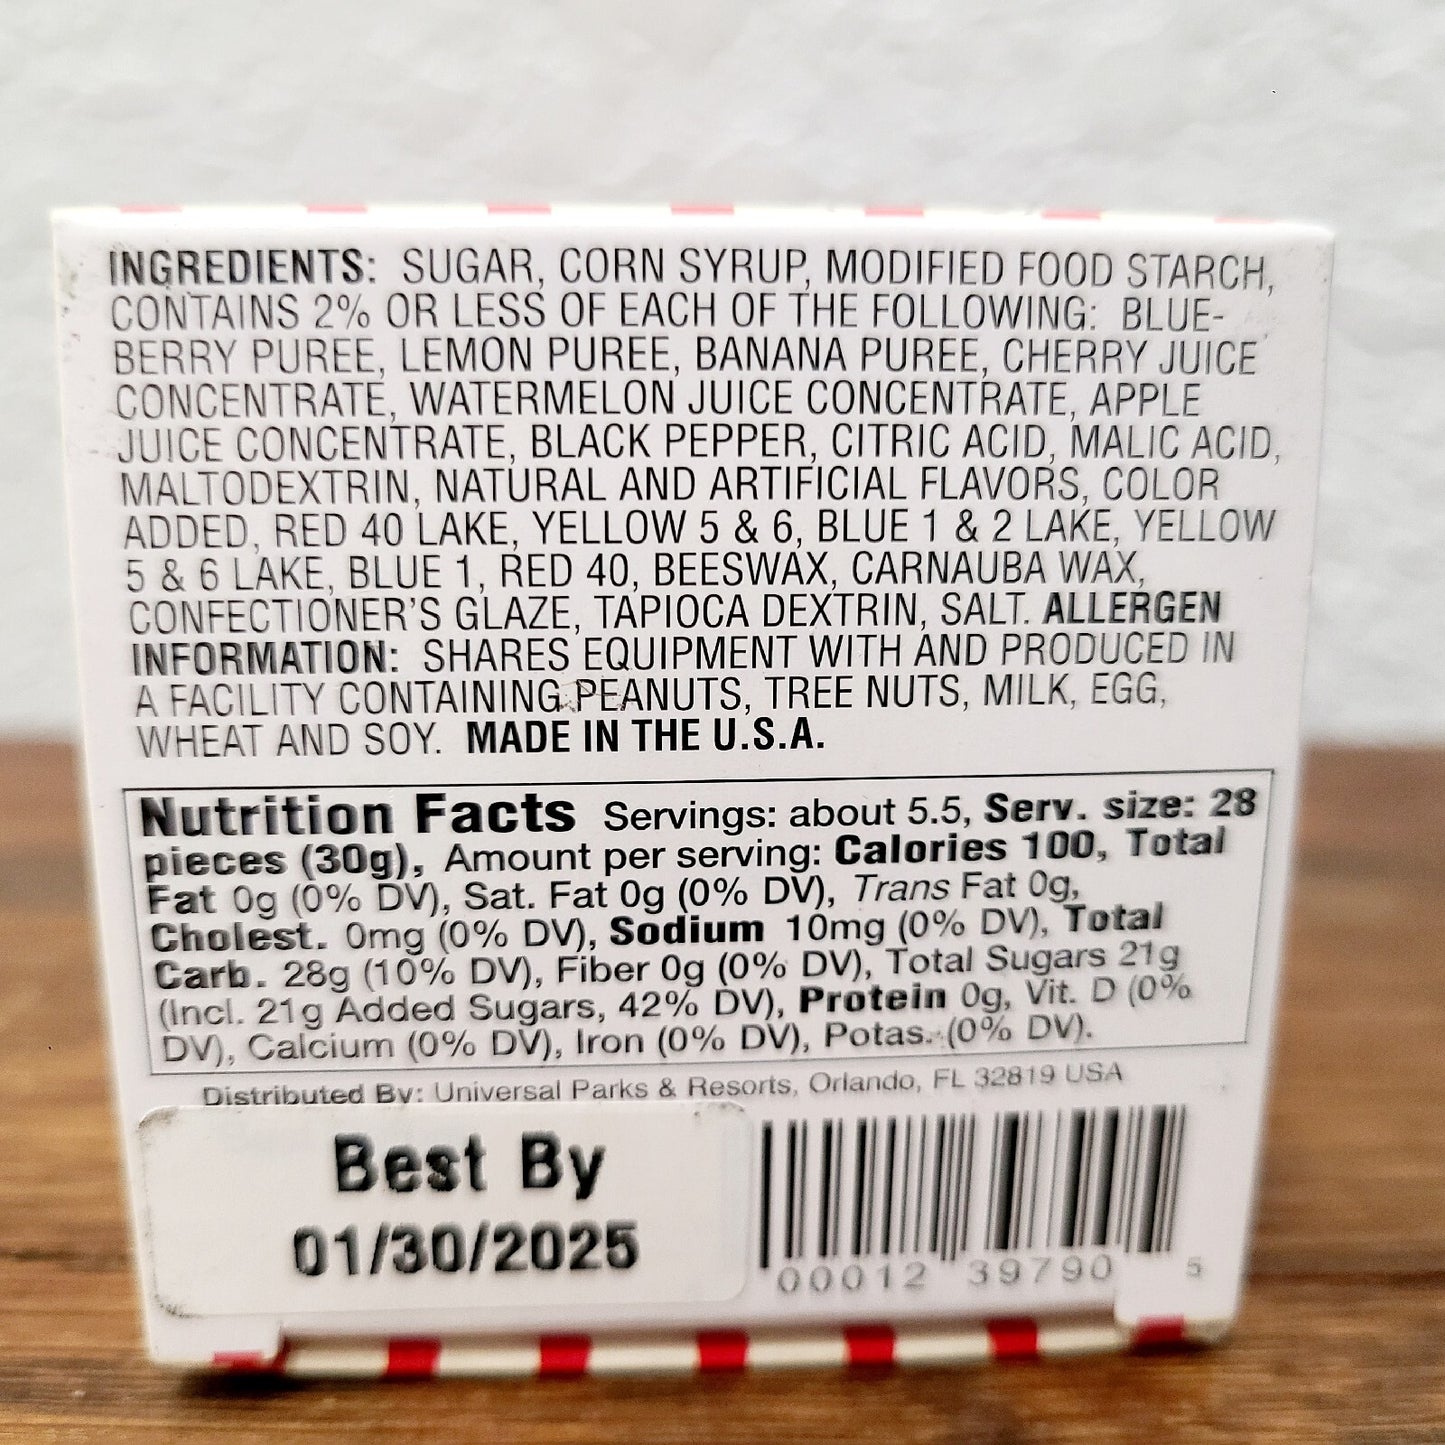 INGREDIENTS: SUGAR, CORN SYRUP, MODIFIED FOOD STARCH,
CONTAINS 2% OR LESS OF EACH OF THE FOLLOWING: BLUE-
BERRY PUREE, LEMON PUREE, BANANA PUREE, CHERRY JUICE
CONCENTRATE, WATERMELON JUICE CONCENTRATE, APPLE
JUICE CONCENTRATE, BLACK PEPPER, CITRIC ACID, MALIC ACID,
MALTODEXTRIN, NATURAL AND ARTIFICIAL FLAVORS, COLOR
ADDED, RED 40 LAKE, YELLOW 5 & 6, BLUE 1 & 2 LAKE, YELLOW
5 & 6 LAKE, BLUE 1, RED 40, BEESWAX, CARNAUBA WAX,
CONFECTIONER'S GLAZE, TAPIOCA DEXTRIN, SALT. ALLERGEN
INFORMATION: SHARES EQUIPMENT WITH AND PRODUCED IN
A FACILITY CONTAINING PEANUTS, TREE NUTS, MILK, EGG,
WHEAT AND SOY. MADE IN THE U.S.A.
Nutrition Facts Servings: about 5.5, Serv. size: 28
pieces (30g), Amount per serving: Calories 100, Total
Fat 0g (0% DV), Sat. Fat 0g (0% DV), Trans Fat 0g,
Cholest. 0mg (0% DV), Sodium 10mg (0% DV), Total
Carb. 28g (10% DV), Fiber 0g (0% DV), Total Sugars 21g
(Incl. 21g Added Sugars, 42% DV), Protein 0g, Vit. D (0%
DV), Calcium (0% DV), Iron (0% DV), Potas. (0% DV).
Distributed By: Universal Parks & Resorts, Orlando, FL 32819 USA
Best By
01/30/2025
00012 39790 5